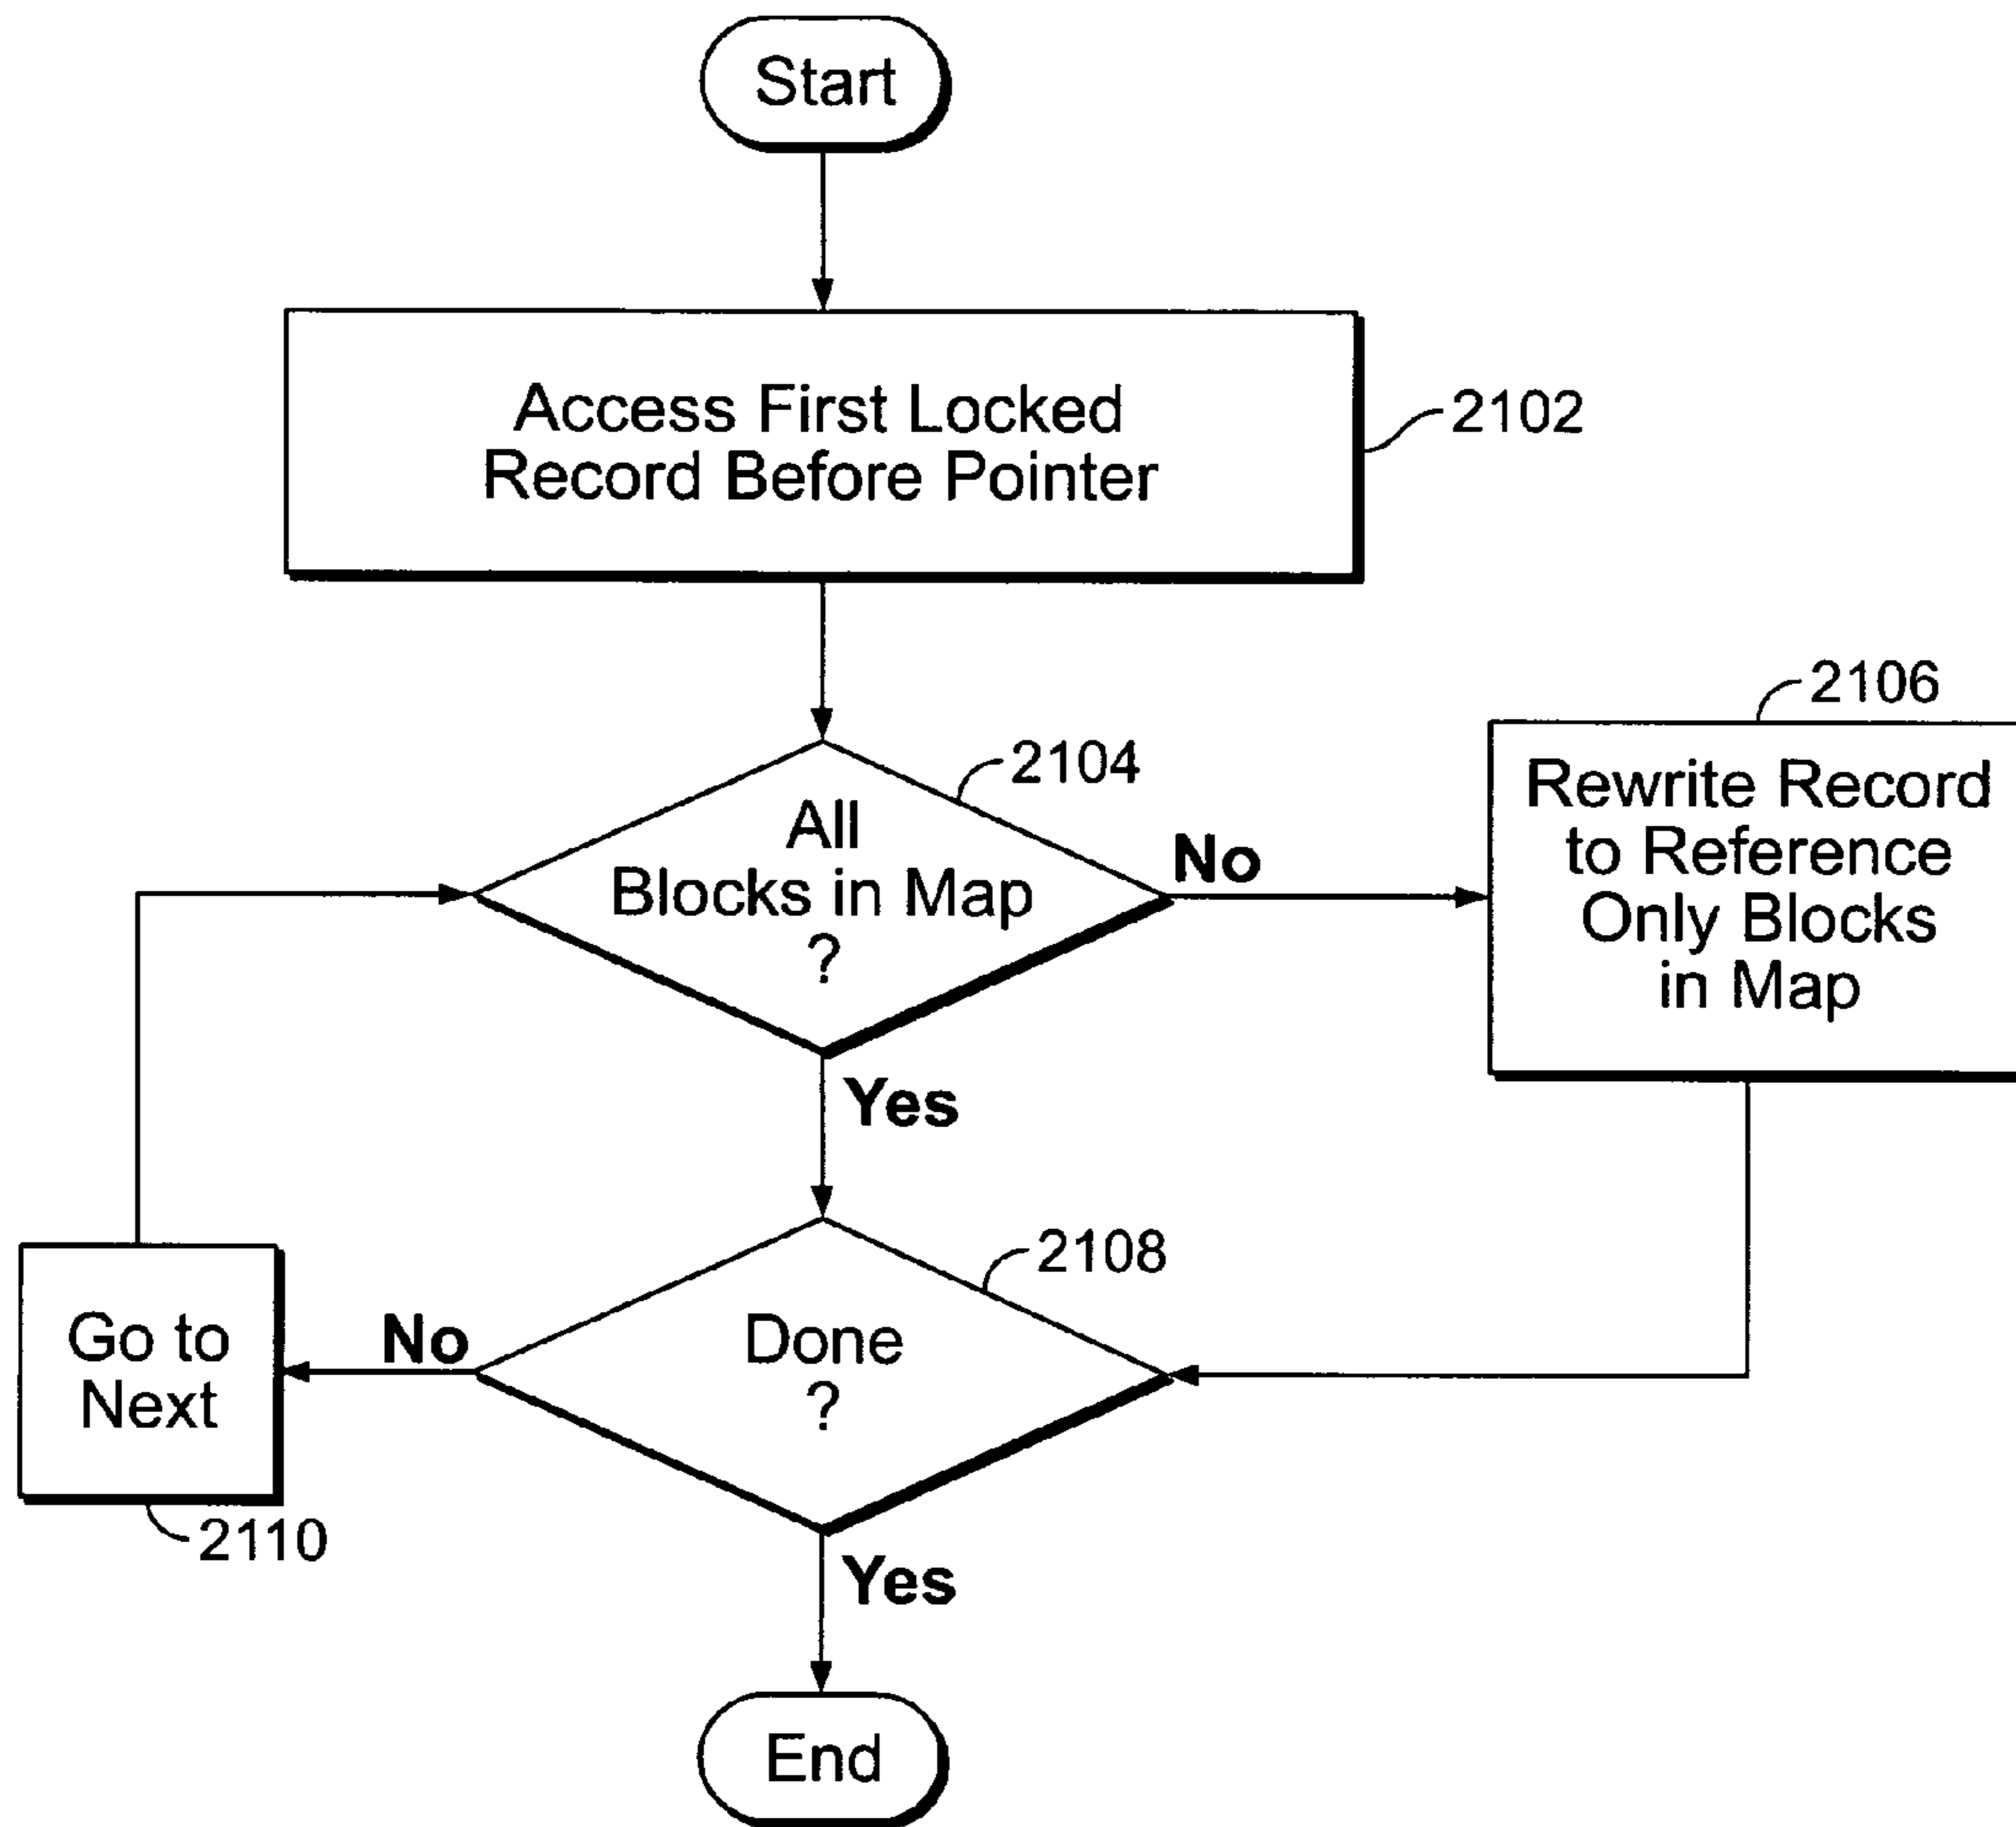 Start
Access First Locked
Record Before Pointer
2102
2104
All
Blocks in Map
?
No
2106
Rewrite Record
to Reference
Only Blocks
in Map
Yes
2108
Done
?
No
Go to
Next
2110
Yes
End